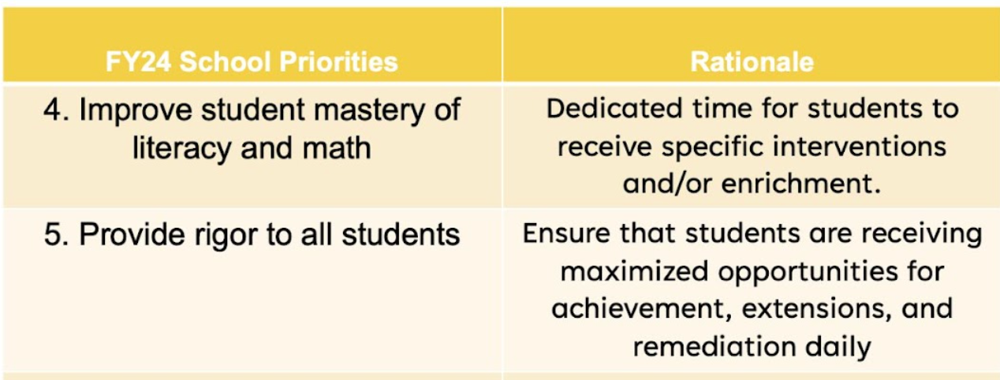 FY24 School Priorities
Rationale
4. Improve student mastery of
literacy and math
Dedicated time for students to
receive specific interventions
and/or enrichment.
5. Provide rigor to all students
Ensure that students are receiving
maximized opportunities for
achievement, extensions, and
remediation daily